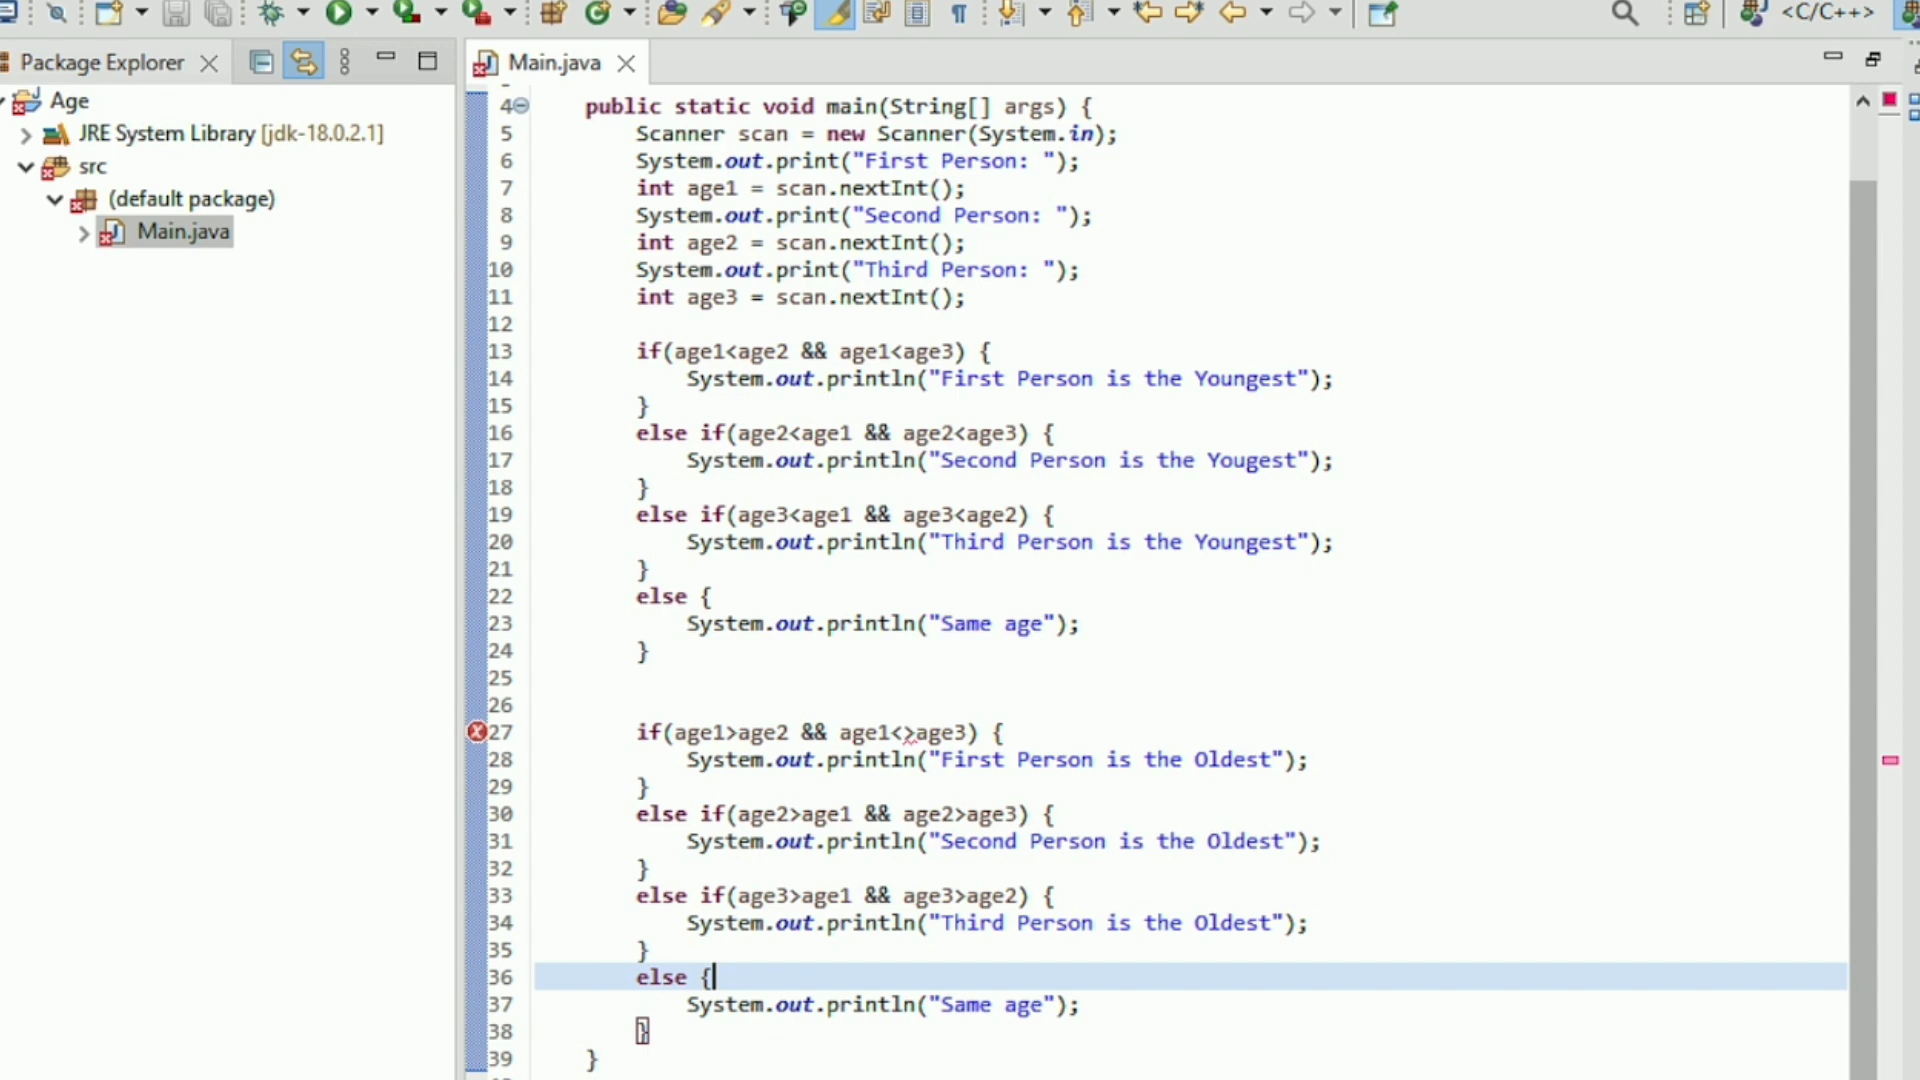 <C/C++>
Package Explorer
Main.java
Age
JRE System Library [jdk-18.0.2.1]
src
(default package)
Main.java
4 public static void main(String[] args) {
5 Scanner scan = new Scanner(System.in);
6 System.out.print("First Person: ");
7 int age1 = scan.nextInt();
8 System.out.print("Second Person: ");
9 int age2 = scan.nextInt();
10 System.out.print("Third Person: ");
11 int age3 = scan.nextInt();
12
13 if(age1<age2 && age1<age3) {
14 System.out.println("First Person is the Youngest");
15 }
16 else if(age2<age1 && age2<age3) {
17 System.out.println("Second Person is the Yougest");
18 }
19 else if(age3<age1 && age3<age2) {
20 System.out.println("Third Person is the Youngest");
21 }
22 else {
23 System.out.println("Same age");
24 }
25
26
27 if(age1>age2 && age1<>age3) {
28 System.out.println("First Person is the Oldest");
29 }
30 else if(age2>age1 && age2>age3) {
31 System.out.println("Second Person is the Oldest");
32 }
33 else if(age3>age1 && age3>age2) {
34 System.out.println("Third Person is the Oldest");
35 }
36 else {
37 System.out.println("Same age");
38 }
39 }